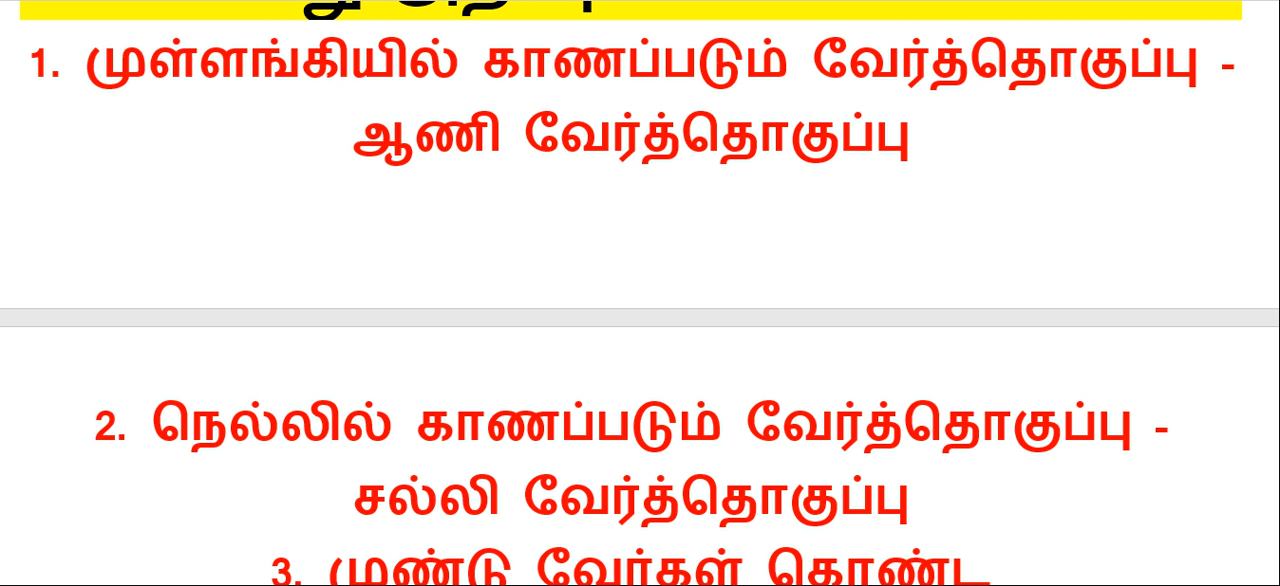 1. முள்ளங்கியில் காணப்படும் வேர்த்தொகுப்பு -
ஆணி வேர்த்தொகுப்பு
2. நெல்லில் காணப்படும் வேர்த்தொகுப்பு -
சல்லி வேர்த்தொகுப்பு
3. முண்டு வேர்கள் கொண்ட